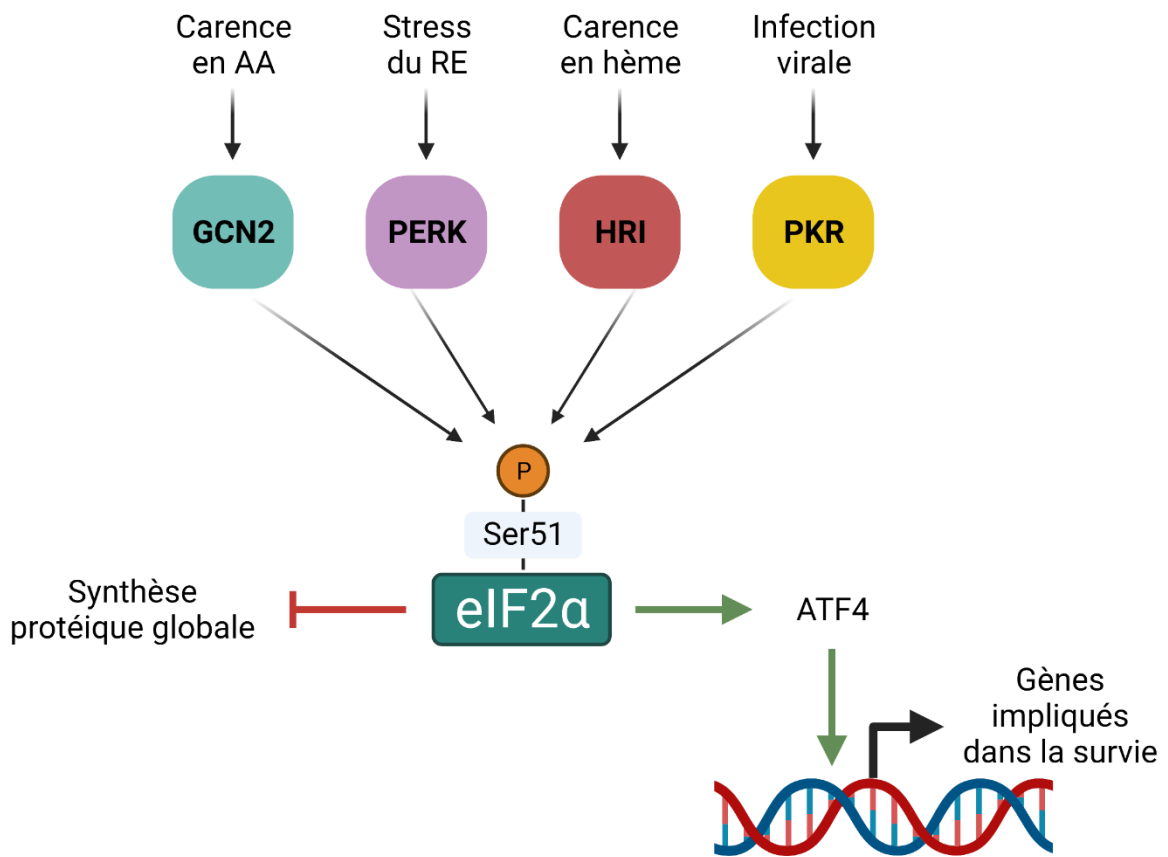 Carence
en AA
Stress
du RE
Carence
en hème
Infection
virale
GCN2
PERK
HRI
PKR
P
Ser51
Synthèse
protéique globale
eIF2α
ATF4
Gènes
impliqués
dans la survie